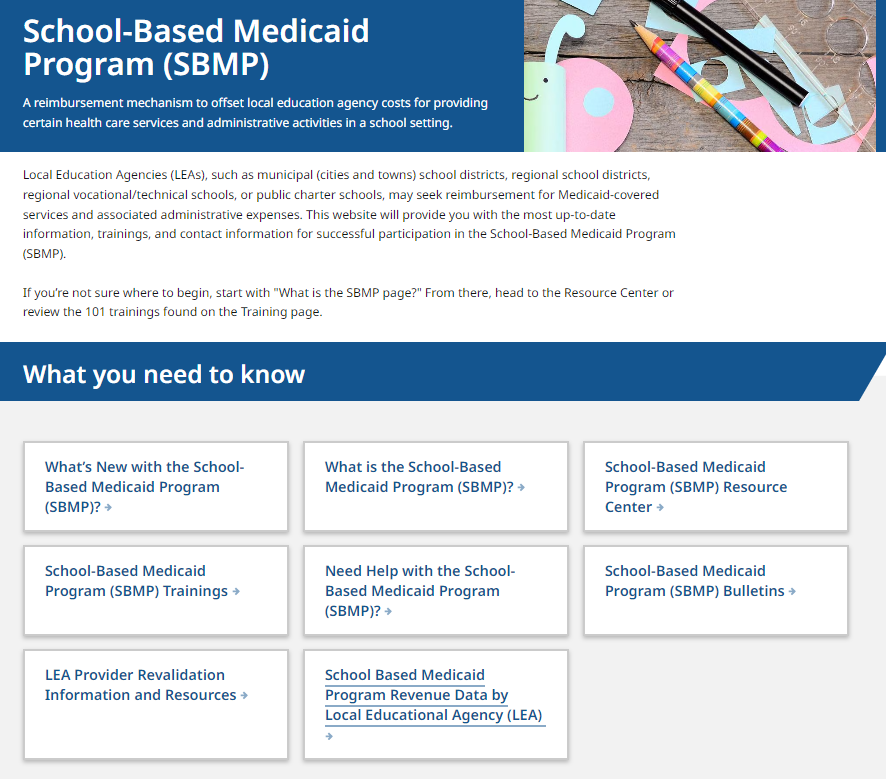 School-Based Medicaid
Program (SBMP)
A reimbursement mechanism to offset local education agency costs for providing
certain health care services and administrative activities in a school setting.
Local Education Agencies (LEAs), such as municipal (cities and towns) school districts, regional school districts,
regional vocational/technical schools, or public charter schools, may seek reimbursement for Medicaid-covered
services and associated administrative expenses. This website will provide you with the most up-to-date
information, trainings, and contact information for successful participation in the School-Based Medicaid Program
(SBMP).
If you’re not sure where to begin, start with "What is the SBMP page?" From there, head to the Resource Center or
review the 101 trainings found on the Training page.
What you need to know
What’s New with the School-
Based Medicaid Program
(SBMP)?
What is the School-Based
Medicaid Program (SBMP)?
School-Based Medicaid
Program (SBMP) Resource
Center
School-Based Medicaid
Program (SBMP) Trainings
Need Help with the School-
Based Medicaid Program
(SBMP)?
School-Based Medicaid
Program (SBMP) Bulletins
LEA Provider Revalidation
Information and Resources
School Based Medicaid
Program Revenue Data by
Local Educational Agency (LEA)